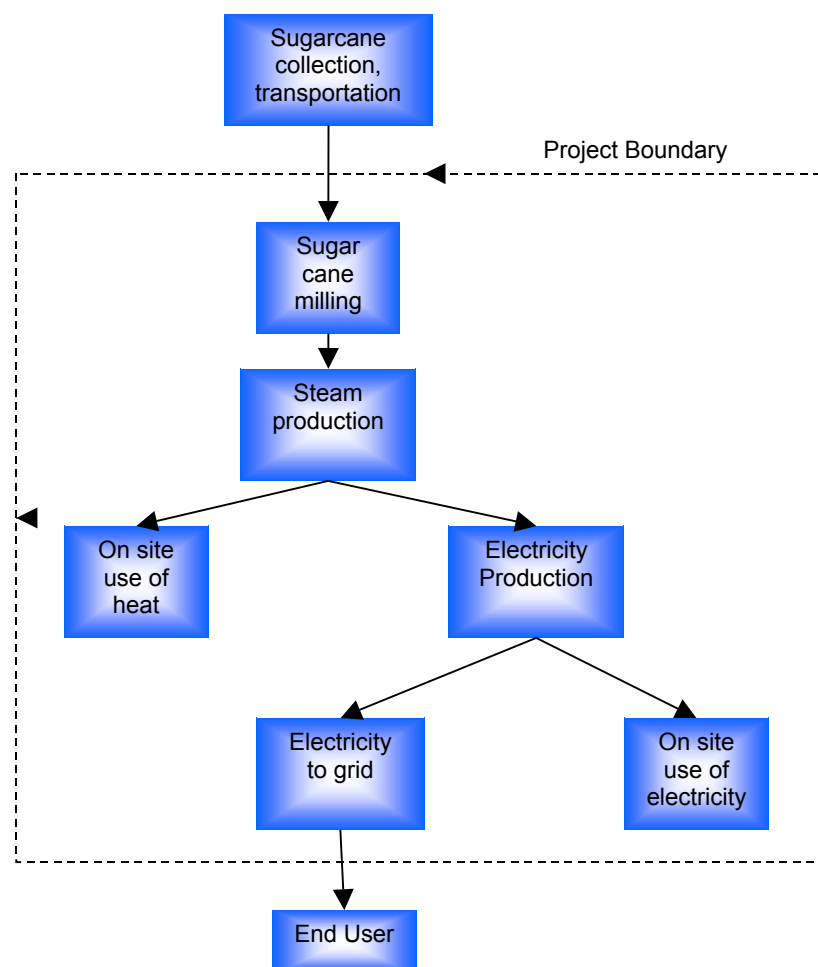 Sugarcane
collection,
transportation
Project Boundary
Sugar
cane
milling
Steam
production
On site
use of
heat
Electricity
Production
Electricity
to grid
On site
use of
electricity
End User